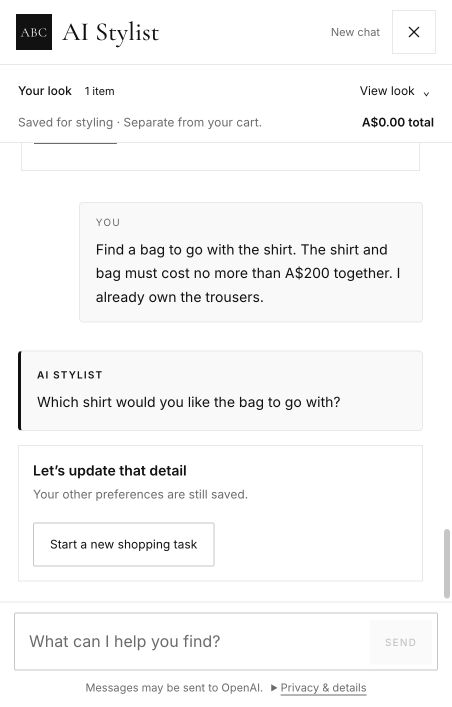 ABC AI Stylist New chat
Your look 1 item View look
Saved for styling · Separate from your cart. A$0.00 total
YOU
Find a bag to go with the shirt. The shirt and
bag must cost no more than A$200 together. I
already own the trousers.
AI STYLIST
Which shirt would you like the bag to go with?
Let’s update that detail
Your other preferences are still saved.
Start a new shopping task
What can I help you find? SEND
Messages may be sent to OpenAI. Privacy & details